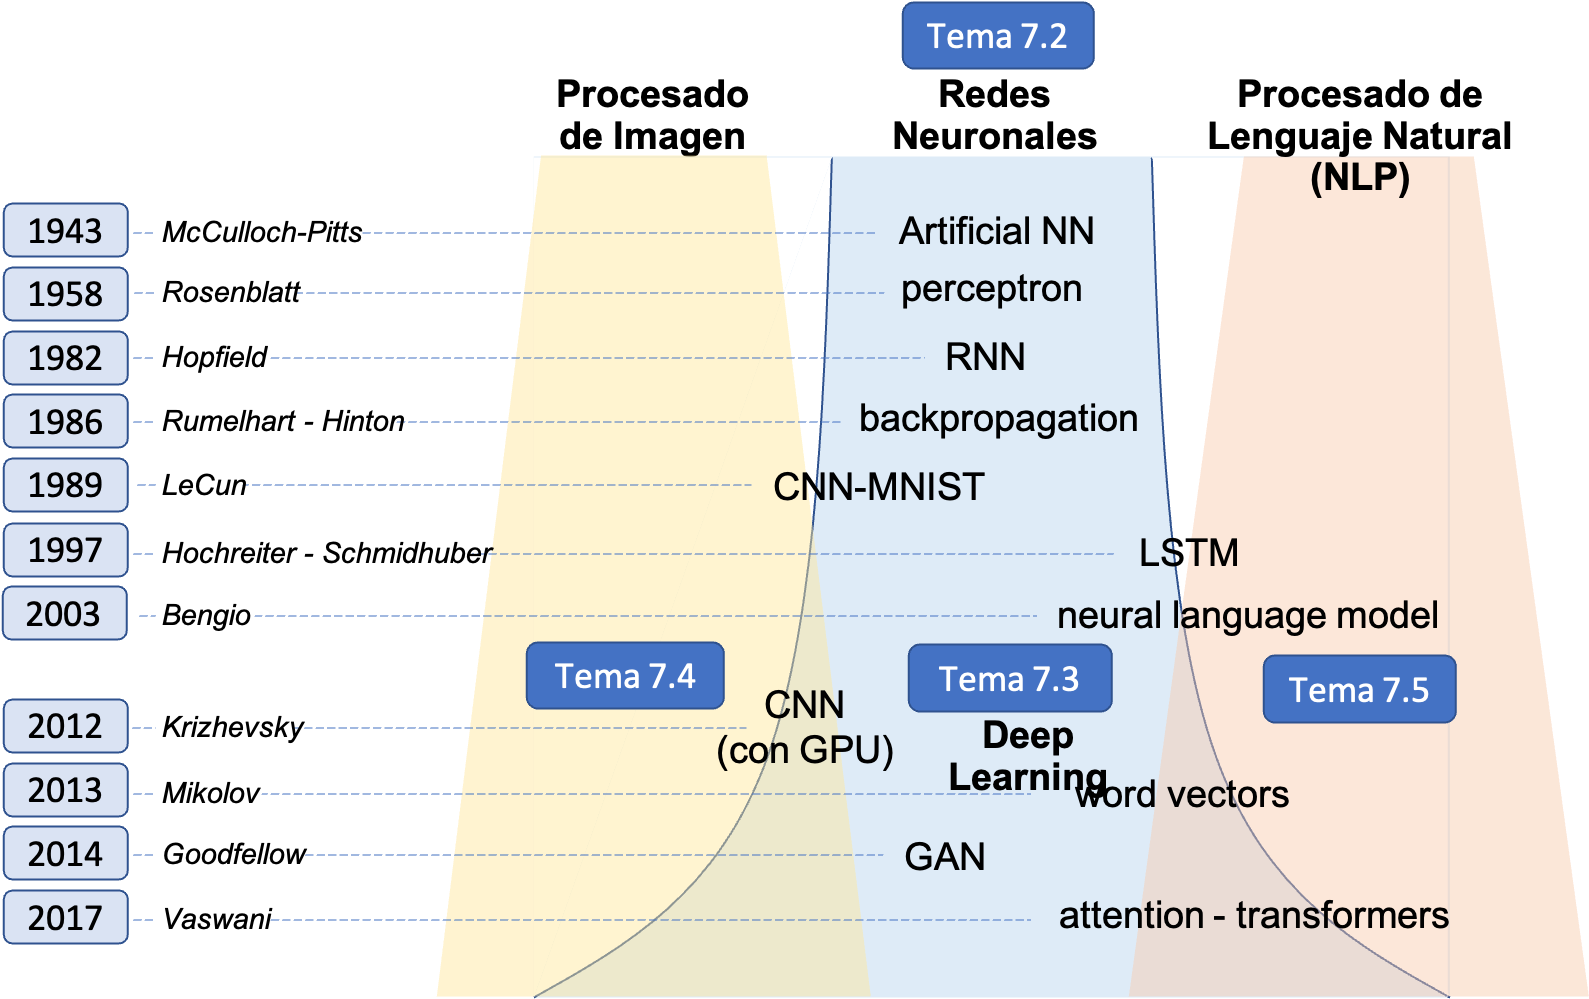 Tema 7.2
Procesado
de Imagen
Redes
Neuronales
Procesado de
Lenguaje Natural
(NLP)
1943 McCulloch-Pitts Artificial NN
1958 Rosenblatt perceptron
1982 Hopfield RNN
1986 Rumelhart - Hinton backpropagation
1989 LeCun CNN-MNIST
1997 Hochreiter - Schmidhuber LSTM
2003 Bengio neural language model
Tema 7.4
Tema 7.3
Tema 7.5
2012 Krizhevsky CNN
(con GPU)
Deep
Learning
2013 Mikolov word vectors
2014 Goodfellow GAN
2017 Vaswani attention - transformers